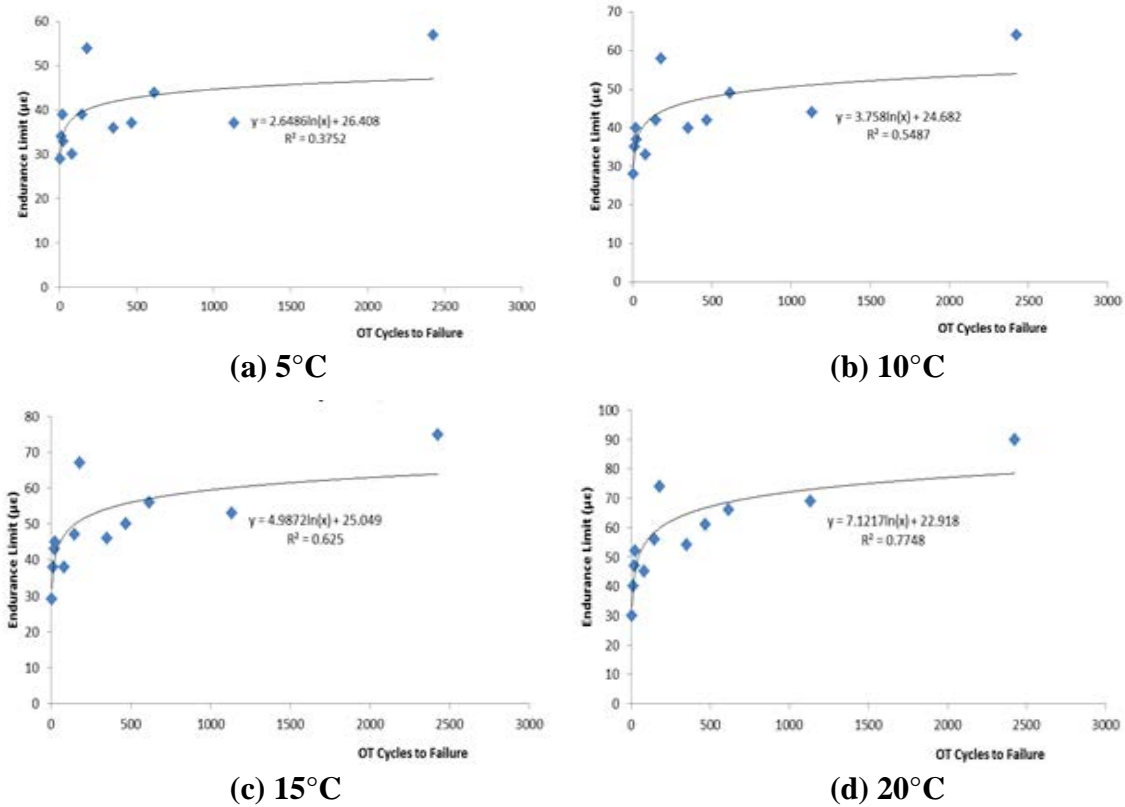 60
50
40
30
20
10
0
Endurance Limit (με)
y = 2.6486ln(x) + 26.408
R² = 0.3752
0 500 1000 1500 2000 2500 3000
OT Cycles to Failure
(a) 5°C
70
60
50
40
30
20
10
0
Endurance Limit (με)
y = 3.758ln(x) + 24.682
R² = 0.5487
0 500 1000 1500 2000 2500 3000
OT Cycles to Failure
(b) 10°C
80
70
60
50
40
30
20
10
0
Endurance Limit (με)
y = 4.9872ln(x) + 25.049
R² = 0.625
0 500 1000 1500 2000 2500 3000
OT Cycles to Failure
(c) 15°C
100
90
80
70
60
50
40
30
20
10
0
Endurance Limit (με)
y = 7.1217ln(x) + 22.918
R² = 0.7748
0 500 1000 1500 2000 2500 3000
OT Cycles to Failure
(d) 20°C